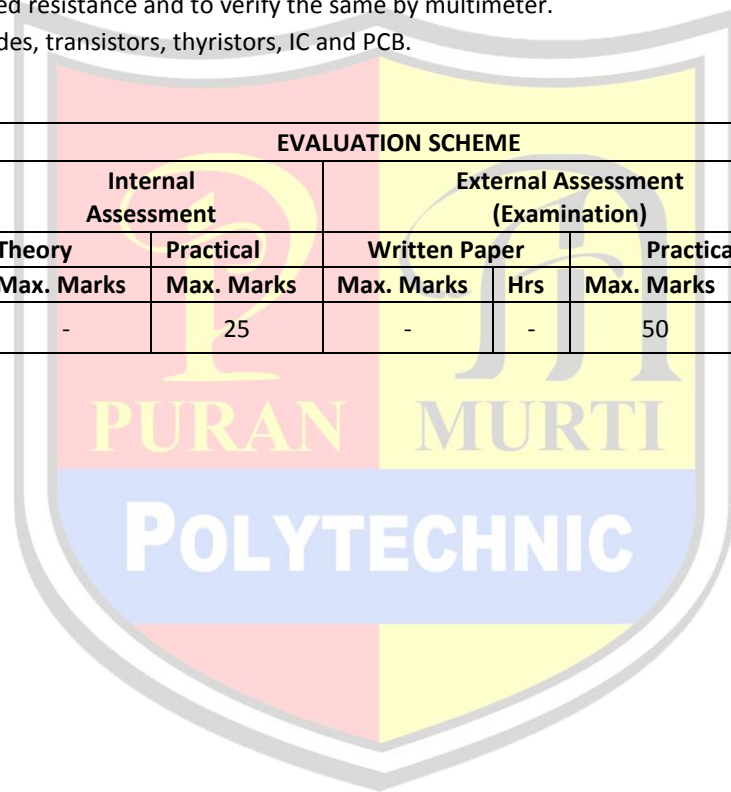 ed resistance and to verify the same by multimeter.
des, transistors, thyristors, IC and PCB.
EVALUATION SCHEME
Internal Assessment External Assessment (Examination)
Theory Practical Written Paper Practica
Max. Marks Max. Marks Max. Marks Hrs Max. Marks
- 25 - - 50
PURAN MURTI
POLYTECHNIC